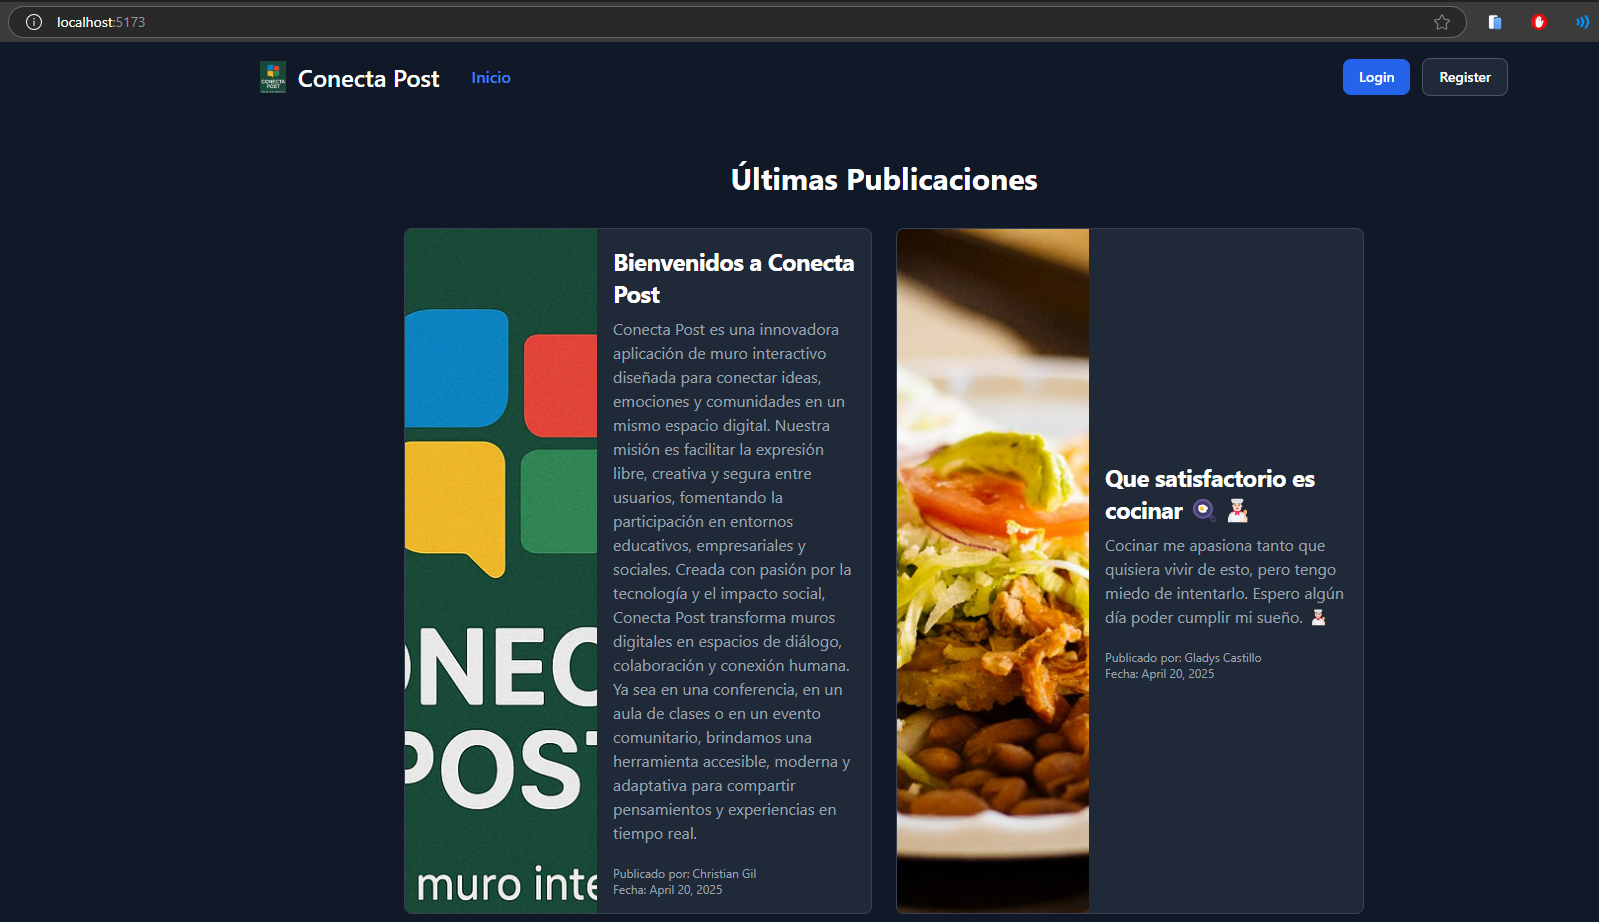 localhost:5173
CONECTA
POST
Conecta Post
Inicio
Login
Register
Últimas Publicaciones
ONEC
POST
muro inte
Bienvenidos a Conecta
Post
Conecta Post es una innovadora
aplicación de muro interactivo
diseñada para conectar ideas,
emociones y comunidades en un
mismo espacio digital. Nuestra
misión es facilitar la expresión
libre, creativa y segura entre
usuarios, fomentando la
participación en entornos
educativos, empresariales y
sociales. Creada con pasión por la
tecnología y el impacto social,
Conecta Post transforma muros
digitales en espacios de diálogo,
colaboración y conexión humana.
Ya sea en una conferencia, en un
aula de clases o en un evento
comunitario, brindamos una
herramienta accesible, moderna y
adaptativa para compartir
pensamientos y experiencias en
tiempo real.
Publicado por: Christian Gil
Fecha: April 20, 2025
Que satisfactorio es
cocinar 🍳 👩🏻‍🍳
Cocinar me apasiona tanto que
quisiera vivir de esto, pero tengo
miedo de intentarlo. Espero algún
día poder cumplir mi sueño. 👩🏻‍🍳
Publicado por: Gladys Castillo
Fecha: April 20, 2025